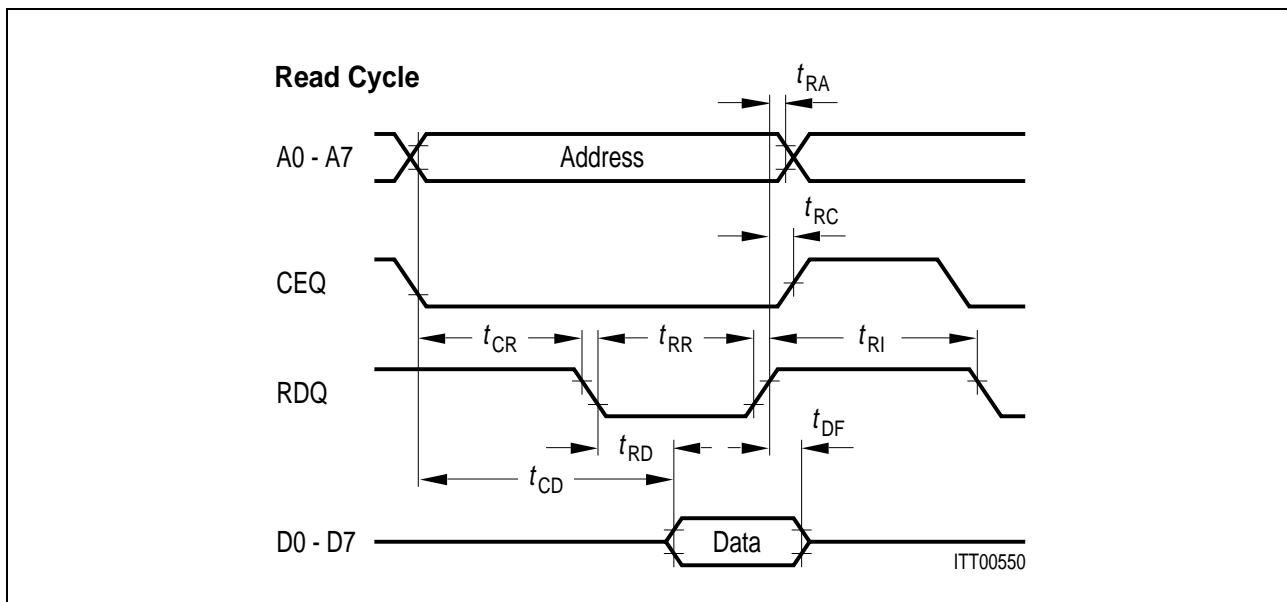 Read Cycle
tRA
A0 - A7
Address
tRC
CEQ
tCR
tRR
tRI
RDQ
tDF
tRD
tCD
D0 - D7
Data
ITT00550